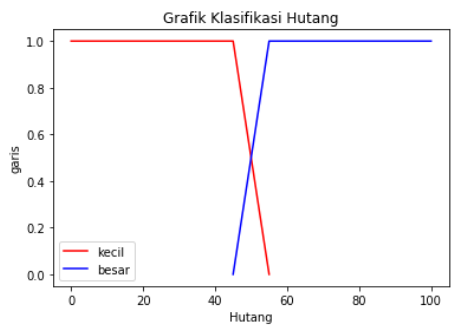 Grafik Klasifikasi Hutang
1.0
0.8
0.6
0.4
0.2
0.0
garis
kecil
besar
0 20 40 60 80 100
Hutang